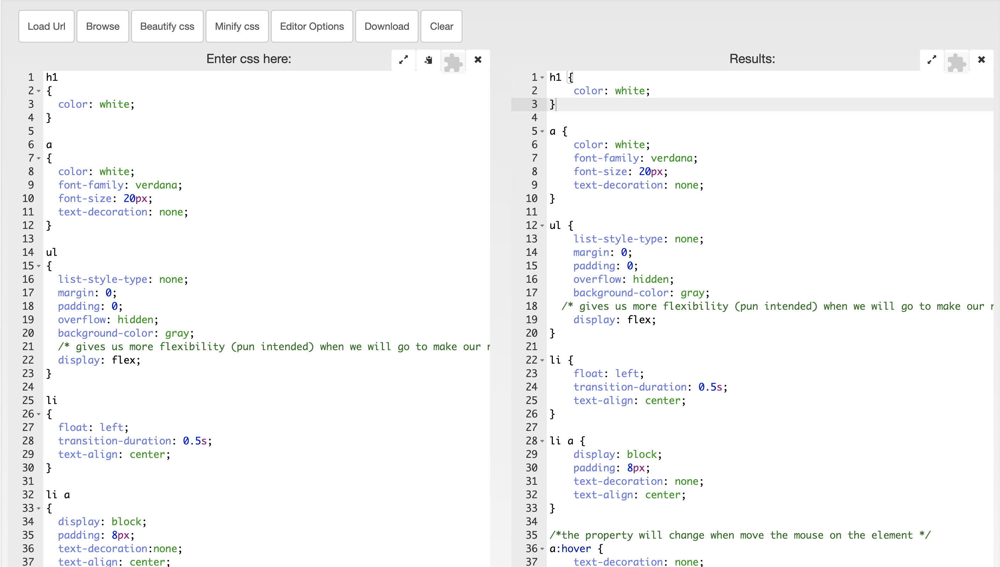 Load Url Browse Beautify css Minify css Editor Options Download Clear
Enter css here:
1 h1
2 {
3   color: white;
4 }
5
6 a
7 {
8   color: white;
9   font-family: verdana;
10   font-size: 20px;
11   text-decoration: none;
12 }
13
14 ul
15 {
16   list-style-type: none;
17   margin: 0;
18   padding: 0;
19   overflow: hidden;
20   background-color: gray;
21   /* gives us more flexibility (pun intended) when we will go to make our
22   display: flex;
23 }
24
25 li
26 {
27   float: left;
28   transition-duration: 0.5s;
29   text-align: center;
30 }
31
32 li a
33 {
34   display: block;
35   padding: 8px;
36   text-decoration:none;
37   text-align: center;
Results:
1 h1 {
2     color: white;
3 }
4
5 a {
6     color: white;
7     font-family: verdana;
8     font-size: 20px;
9     text-decoration: none;
10 }
11
12 ul {
13     list-style-type: none;
14     margin: 0;
15     padding: 0;
16     overflow: hidden;
17     background-color: gray;
18   /* gives us more flexibility (pun intended) when we will go to make our
19     display: flex;
20 }
21
22 li {
23     float: left;
24     transition-duration: 0.5s;
25     text-align: center;
26 }
27
28 li a {
29     display: block;
30     padding: 8px;
31     text-decoration: none;
32     text-align: center;
33 }
34
35 /*the property will change when move the mouse on the element */
36 a:hover {
37     text-decoration: none;